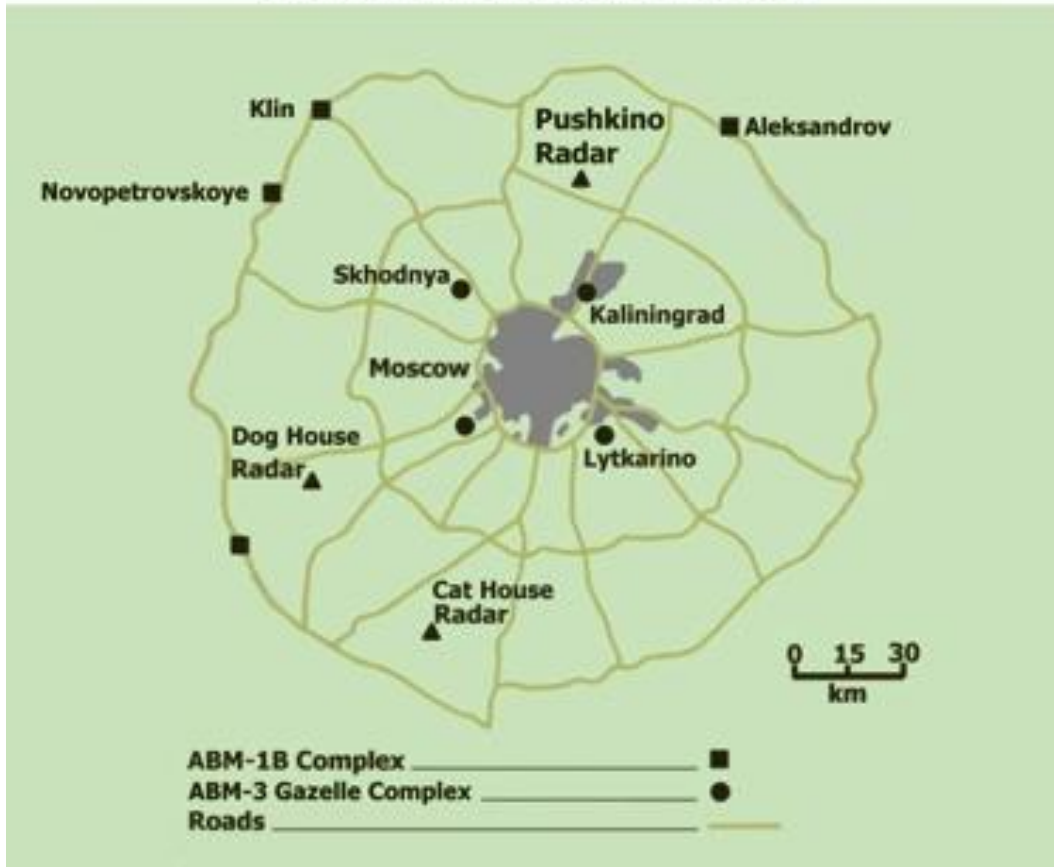 Klin
Pushkino
Radar
Aleksandrov
Novopetrovskoye
Skhodnya
Kaliningrad
Moscow
Dog House
Radar
Lytkarino
Cat House
Radar
0 15 30
km
ABM-1B Complex
ABM-3 Gazelle Complex
Roads